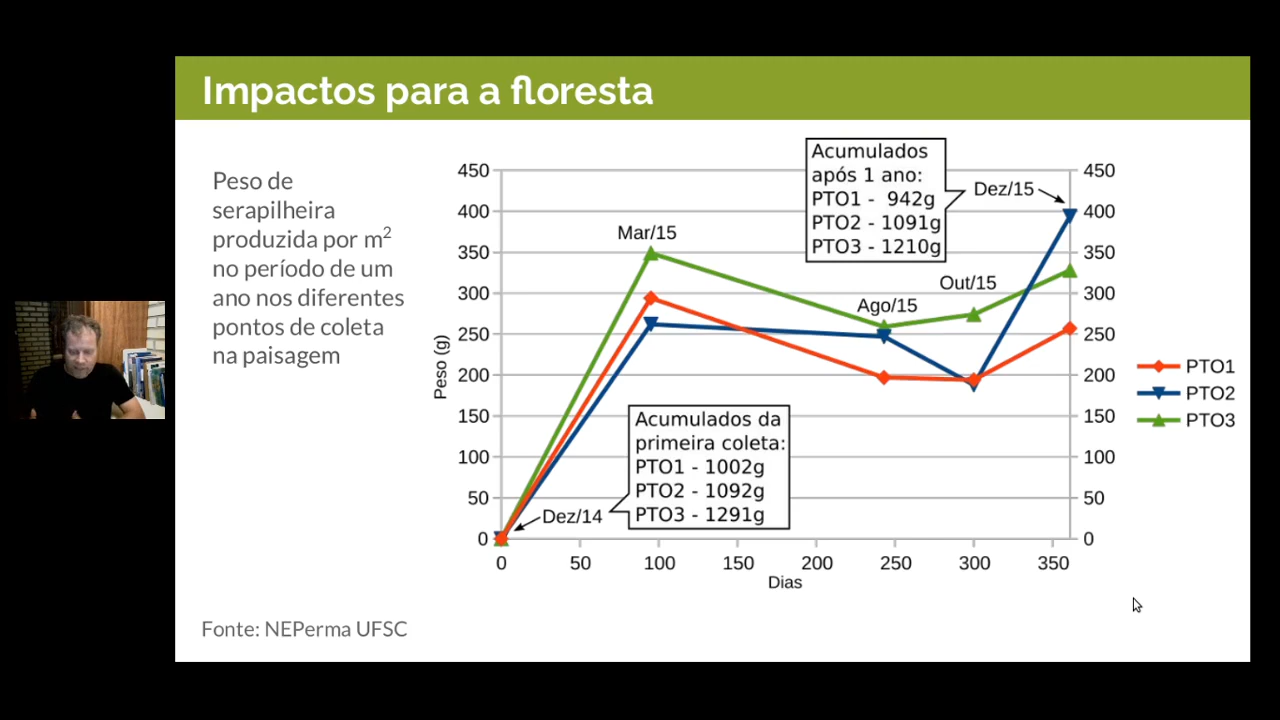 Impactos para a floresta
Peso de
serapilheira
produzida por m²
no período de um
ano nos diferentes
pontos de coleta
na paisagem
Fonte: NEPerma UFSC
Peso (g)
450
400
350
300
250
200
150
100
50
0
Mar/15
Acumulados
após 1 ano:
PTO1 - 942g
PTO2 - 1091g
PTO3 - 1210g
Dez/15
Out/15
Ago/15
Acumulados da
primeira coleta:
PTO1 - 1002g
PTO2 - 1092g
PTO3 - 1291g
Dez/14
450
400
350
300
250
200
150
100
50
0
0 50 100 150 200 250 300 350
Dias
PTO1
PTO2
PTO3